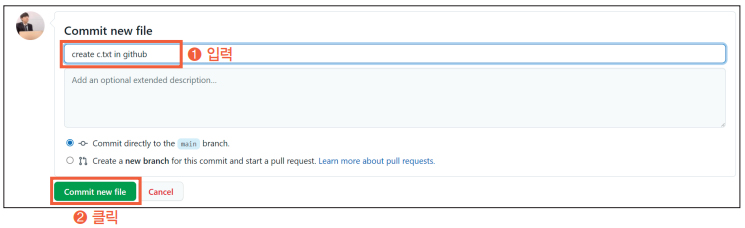 Commit new file
create c.txt in github
❶ 입력
Add an optional extended description...
Commit directly to the main branch.
Create a new branch for this commit and start a pull request. Learn more about pull requests.
Commit new file
Cancel
❷ 클릭